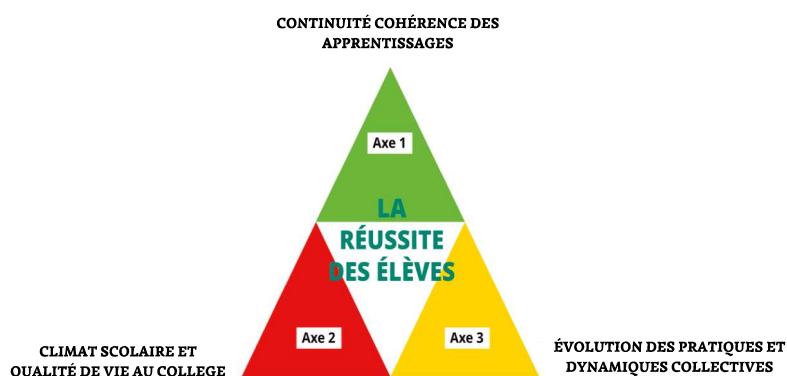 CONTINUITÉ COHÉRENCE DES
APPRENTISSAGES
Axe 1
LA
RÉUSSITE
DES ÉLÈVES
Axe 2
Axe 3
CLIMAT SCOLAIRE ET
QUALITÉ DE VIE AU COLLEGE
ÉVOLUTION DES PRATIQUES ET
DYNAMIQUES COLLECTIVES